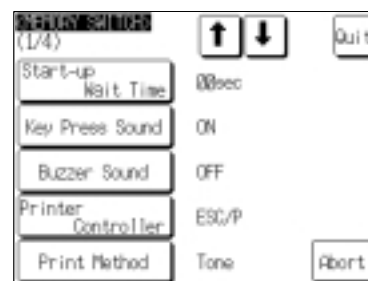 (MEMORY SWITCH)
(1/4)
Quit
Start-up
Wait Time
00sec
Key Press Sound
ON
Buzzer Sound
OFF
Printer
Controller
ESC/P
Print Method
Tone
Abort